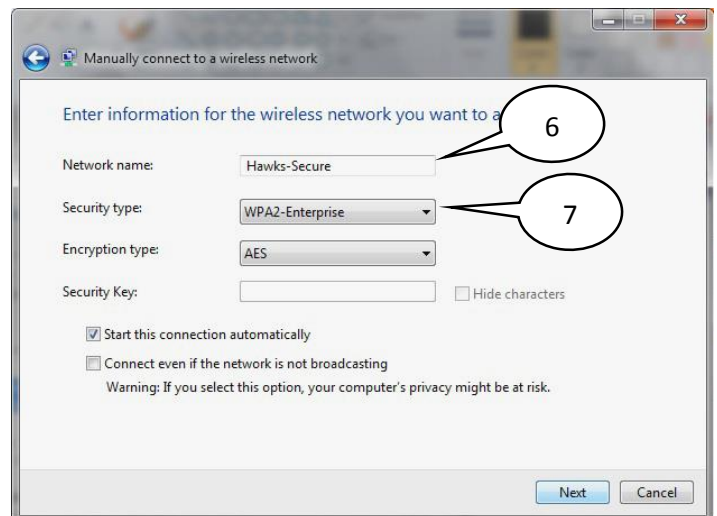 Manually connect to a wireless network
Enter information for the wireless network you want to a
6
Network name: Hawks-Secure
Security type: WPA2-Enterprise
7
Encryption type: AES
Security Key: Hide characters
Start this connection automatically
Connect even if the network is not broadcasting
Warning: If you select this option, your computer's privacy might be at risk.
Next Cancel